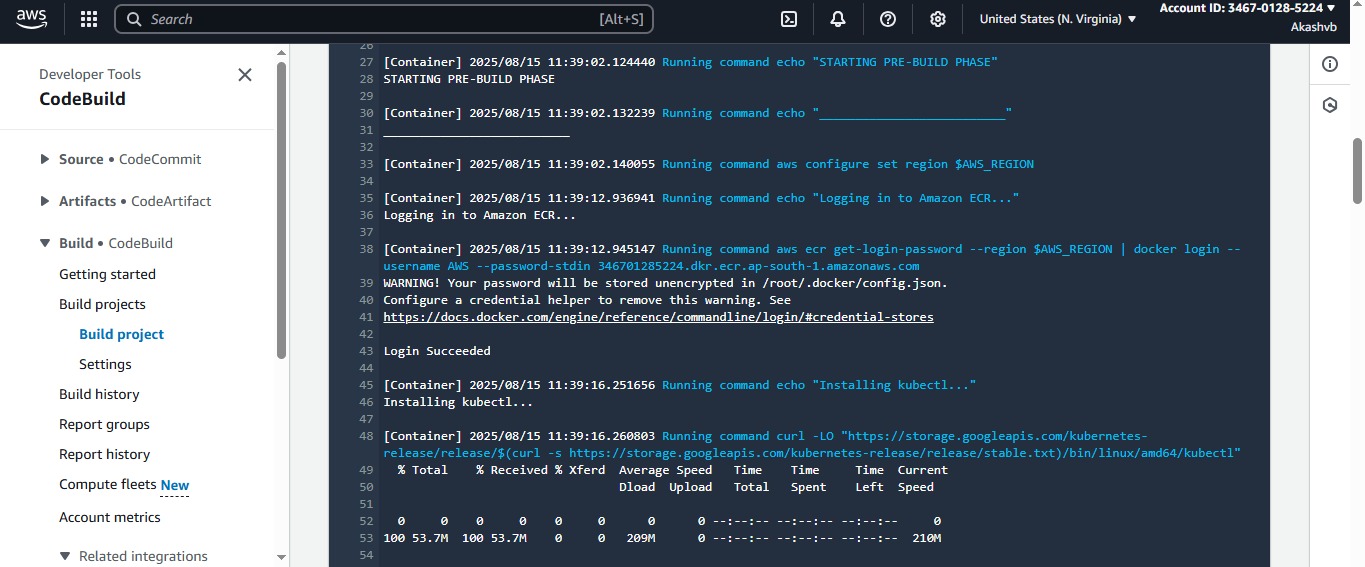 aws
Search
[Alt+S]
United States (N. Virginia) ▼
Account ID: 3467-0128-5224 ▼
Akashvb
Developer Tools
CodeBuild
Source • CodeCommit
Artifacts • CodeArtifact
Build • CodeBuild
Getting started
Build projects
Build project
Settings
Build history
Report groups
Report history
Compute fleets New
Account metrics
Related integrations
26
27 [Container] 2025/08/15 11:39:02.124440 Running command echo "STARTING PRE-BUILD PHASE"
28 STARTING PRE-BUILD PHASE
29
30 [Container] 2025/08/15 11:39:02.132239 Running command echo "__________________________"
31 __________________________
32
33 [Container] 2025/08/15 11:39:02.140055 Running command aws configure set region $AWS_REGION
34
35 [Container] 2025/08/15 11:39:12.936941 Running command echo "Logging in to Amazon ECR..."
36 Logging in to Amazon ECR...
37
38 [Container] 2025/08/15 11:39:12.945147 Running command aws ecr get-login-password --region $AWS_REGION | docker login --
username AWS --password-stdin 346701285224.dkr.ecr.ap-south-1.amazonaws.com
39 WARNING! Your password will be stored unencrypted in /root/.docker/config.json.
40 Configure a credential helper to remove this warning. See
41 https://docs.docker.com/engine/reference/commandline/login/#credential-stores
42
43 Login Succeeded
44
45 [Container] 2025/08/15 11:39:16.251656 Running command echo "Installing kubectl..."
46 Installing kubectl...
47
48 [Container] 2025/08/15 11:39:16.260803 Running command curl -LO "https://storage.googleapis.com/kubernetes-
release/release/$(curl -s https://storage.googleapis.com/kubernetes-release/release/stable.txt)/bin/linux/amd64/kubectl"
49 % Total % Received % Xferd Average Speed Time Time Time Current
50 Dload Upload Total Spent Left Speed
51
52 0 0 0 0 0 0 0 0 --:--:-- --:--:-- --:--:-- 0
53 100 53.7M 100 53.7M 0 0 209M 0 --:--:-- --:--:-- --:--:-- 210M
54